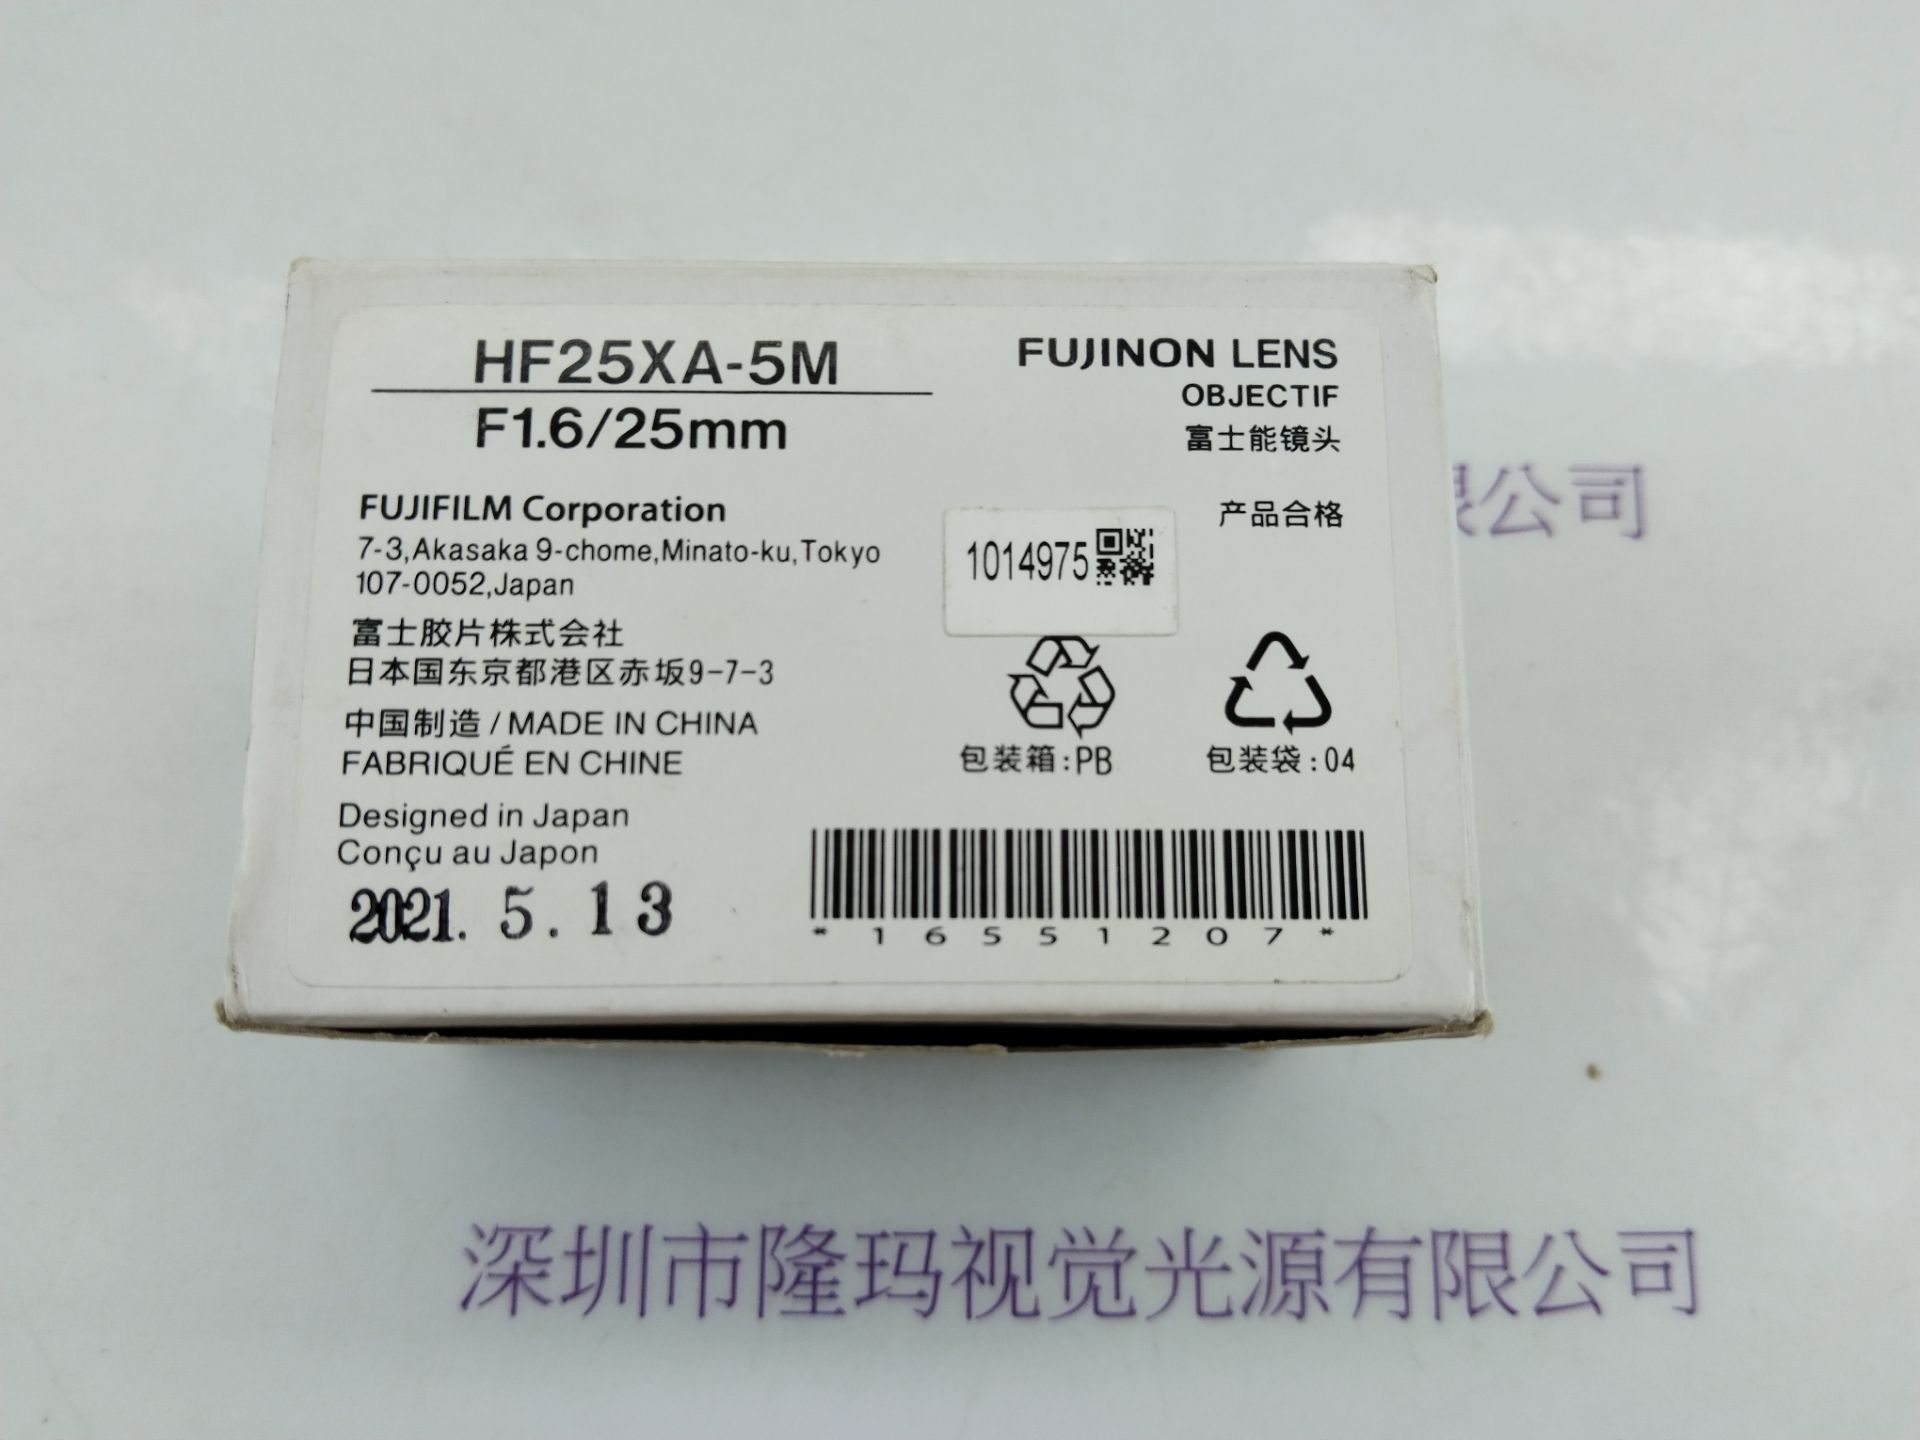 HF25XA-5M
F1.6/25mm
FUJINON LENS
OBJECTIF
富士能镜头
FUJIFILM Corporation
7-3,Akasaka 9-chome,Minato-ku,Tokyo
107-0052,Japan
富士胶片株式会社
日本国东京都港区赤坂9-7-3
中国制造 / MADE IN CHINA
FABRIQUÉ EN CHINE
Designed in Japan
Conçu au Japon
2021. 5. 13
产品合格
1014975
包装箱:PB
包装袋:04
*16551207*
限公司
深圳市隆玛视觉光源有限公司